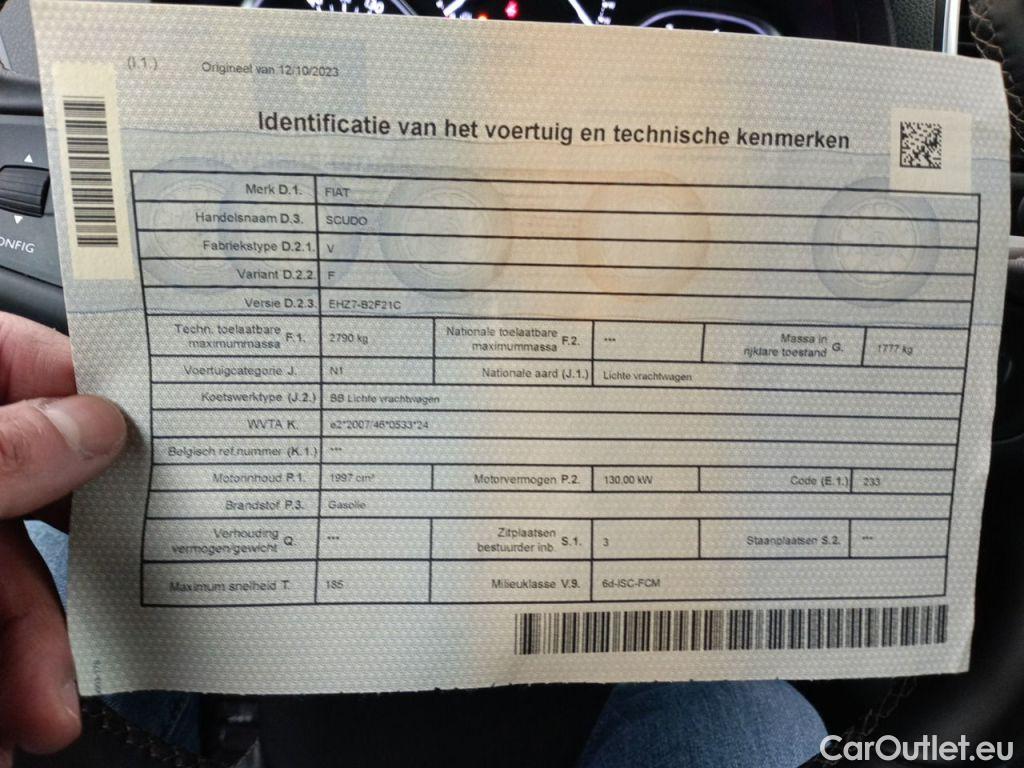 (I.1.) Origineel van 12/10/2023
Identificatie van het voertuig en technische kenmerken
Merk D.1. FIAT
Handelsnaam D.3. SCUDO
Fabriekstype D.2.1. V
Variant D.2.2. F
Versie D.2.3. EHZ7-B2F21C
Techn. toelaatbare maximummassa F.1. 2790 kg Nationale toelaatbare maximummassa F.2. *** Massa in rijklare toestand G. 1777 kg
Voertuigcategorie J. N1 Nationale aard (J.1.) Lichte vrachtwagen
Koetswerktype (J.2.) BB Lichte vrachtwagen
WVTA K. e2*2007/46*0533*24
Belgisch ref.nummer (K.1.) ***
Motorinhoud P.1. 1997 cm³ Motorvermogen P.2. 130.00 kW Code (E.1.) 233
Brandstof P.3. Gasolie
Verhouding vermogen/gewicht Q. *** Zitplaatsen bestuurder inb. S.1. 3 Staanplaatsen S.2. ***
Maximum snelheid T. 185 Milieuklasse V.9. 6d-ISC-FCM
CarOutlet.eu